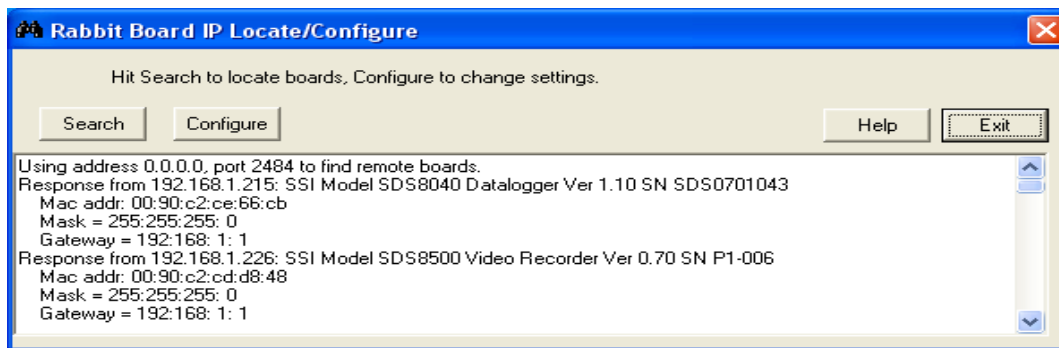 Rabbit Board IP Locate/Configure
Hit Search to locate boards, Configure to change settings.
Search Configure Help Exit
Using address 0.0.0.0, port 2484 to find remote boards.
Response from 192.168.1.215: SSI Model SDS8040 Datalogger Ver 1.10 SN SDS0701043
Mac addr: 00:90:c2:ce:66:cb
Mask = 255:255:255: 0
Gateway = 192:168: 1: 1
Response from 192.168.1.226: SSI Model SDS8500 Video Recorder Ver 0.70 SN P1-006
Mac addr: 00:90:c2:cd:d8:48
Mask = 255:255:255: 0
Gateway = 192:168: 1: 1